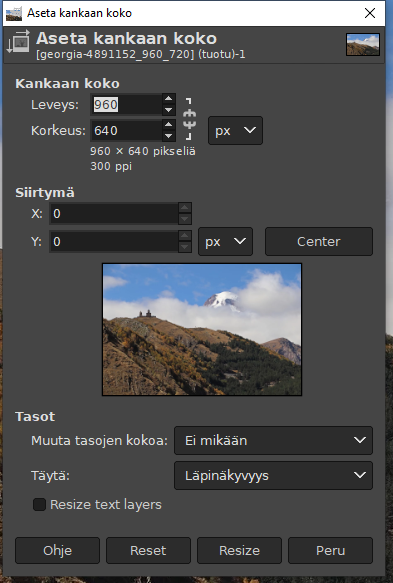 Aseta kankaan koko
Aseta kankaan koko
[georgia-4891152_960_720] (tuotu)-1
Kankaan koko
Leveys: 960
Korkeus: 640 px
960 × 640 pikseliä
300 ppi
Siirtymä
X: 0
Y: 0 px Center
Tasot
Muuta tasojen kokoa: Ei mikään
Täytä: Läpinäkyvyys
Resize text layers
Ohje Reset Resize Peru